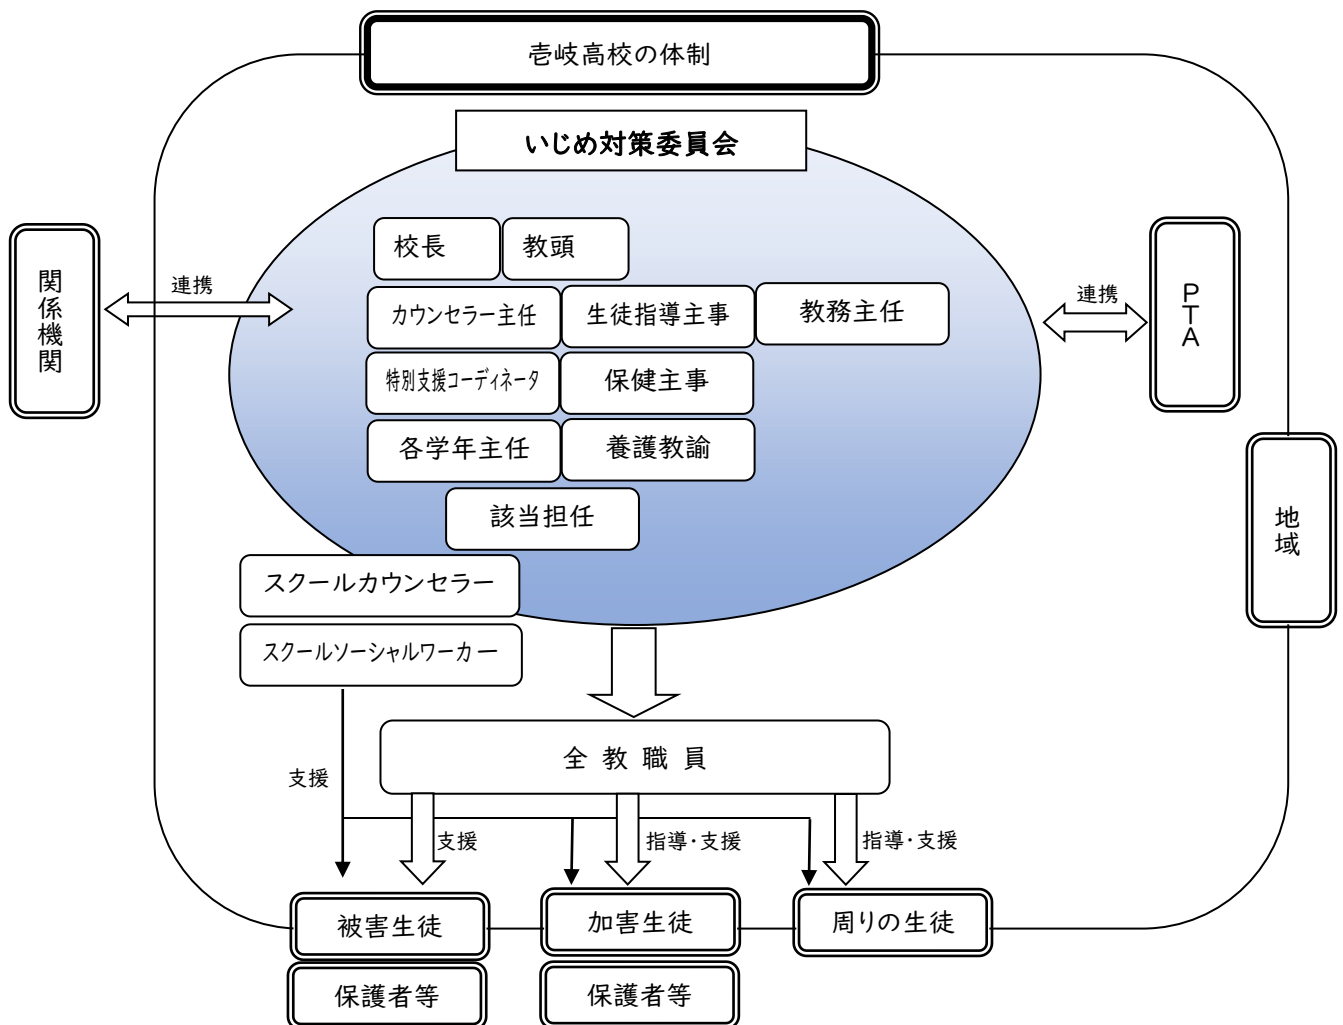 壱岐高校の体制
いじめ対策委員会
校長
教頭
関係機関
連携
カウンセラー主任
生徒指導主事
教務主任
連携
PTA
特別支援コーディネータ
保健主事
各学年主任
養護教諭
該当担任
地域
スクールカウンセラー
スクールソーシャルワーカー
全教職員
支援
支援
指導・支援
指導・支援
被害生徒
加害生徒
周りの生徒
保護者等
保護者等